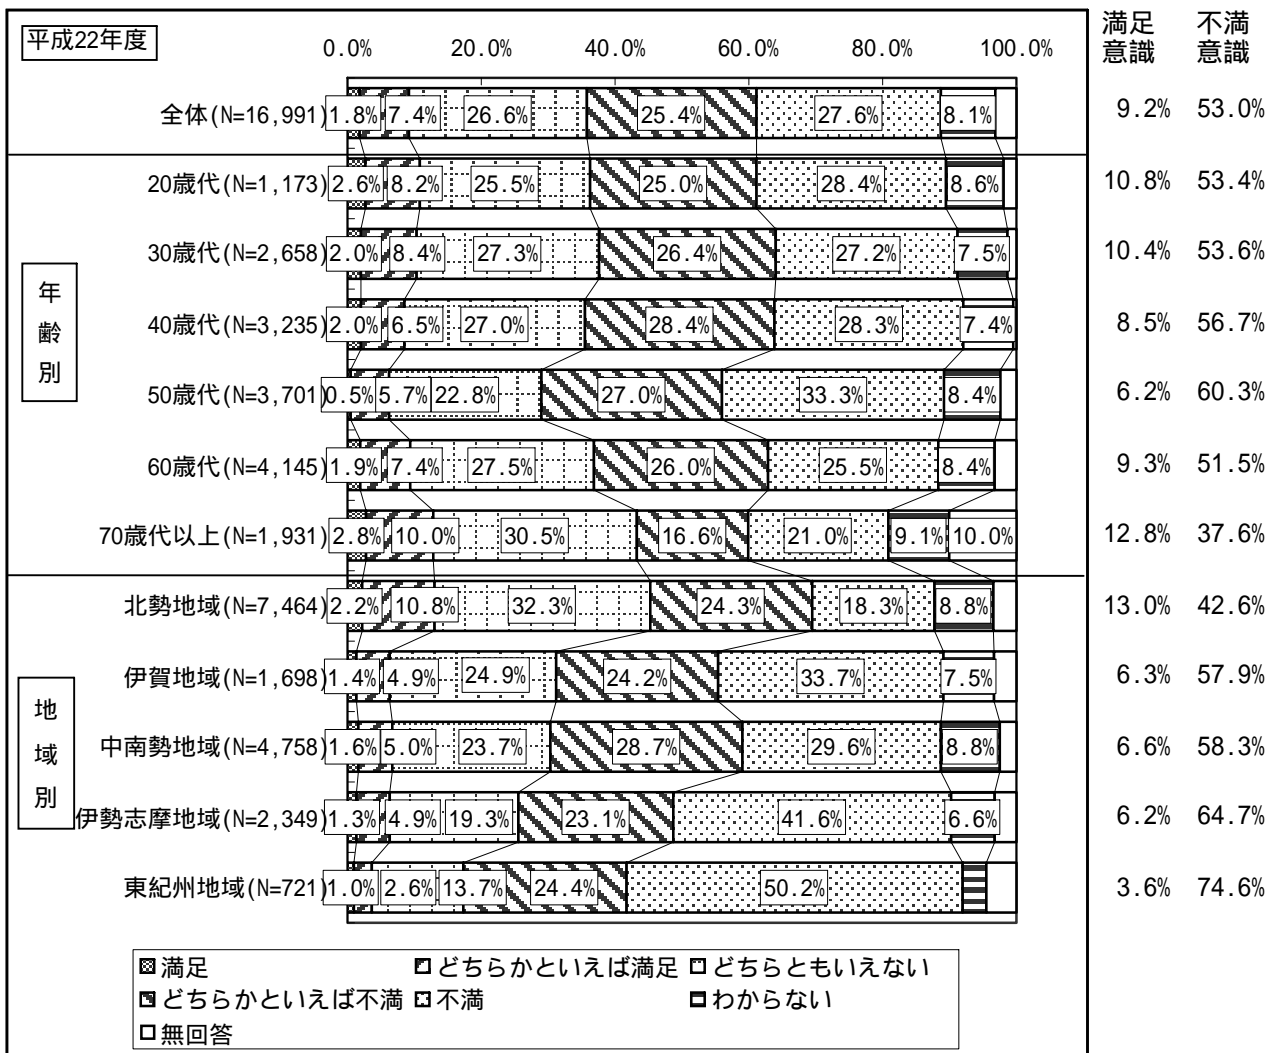 平成22年度
0.0% 20.0% 40.0% 60.0% 80.0% 100.0%
満足意識 不満意識
全体(N=16,991) 1.8% 7.4% 26.6% 25.4% 27.6% 8.1% 9.2% 53.0%
年齢別
20歳代(N=1,173) 2.6% 8.2% 25.5% 25.0% 28.4% 8.6% 10.8% 53.4%
30歳代(N=2,658) 2.0% 8.4% 27.3% 26.4% 27.2% 7.5% 10.4% 53.6%
40歳代(N=3,235) 2.0% 6.5% 27.0% 28.4% 28.3% 7.4% 8.5% 56.7%
50歳代(N=3,701) 0.5% 5.7% 22.8% 27.0% 33.3% 8.4% 6.2% 60.3%
60歳代(N=4,145) 1.9% 7.4% 27.5% 26.0% 25.5% 8.4% 9.3% 51.5%
70歳代以上(N=1,931) 2.8% 10.0% 30.5% 16.6% 21.0% 9.1% 10.0% 12.8% 37.6%
地域別
北勢地域(N=7,464) 2.2% 10.8% 32.3% 24.3% 18.3% 8.8% 13.0% 42.6%
伊賀地域(N=1,698) 1.4% 4.9% 24.9% 24.2% 33.7% 7.5% 6.3% 57.9%
中南勢地域(N=4,758) 1.6% 5.0% 23.7% 28.7% 29.6% 8.8% 6.6% 58.3%
伊勢志摩地域(N=2,349) 1.3% 4.9% 19.3% 23.1% 41.6% 6.6% 6.2% 64.7%
東紀州地域(N=721) 1.0% 2.6% 13.7% 24.4% 50.2% 3.6% 74.6%
満足 どちらかといえば満足 どちらともいえない
どちらかといえば不満 不満 わからない
無回答